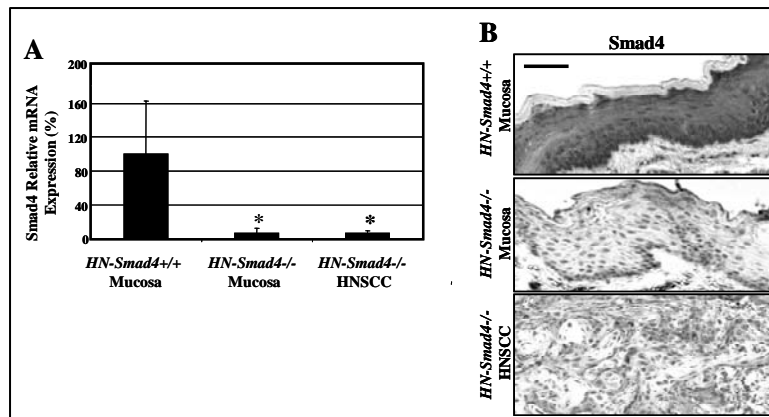 A
Smad4 Relative mRNA
Expression (%)
200
160
120
80
40
0
*
*
HN-Smad4+/+
Mucosa
HN-Smad4-/-
Mucosa
HN-Smad4-/-
HNSCC
B
Smad4
HN-Smad4+/+
Mucosa
HN-Smad4-/-
Mucosa
HN-Smad4-/-
HNSCC